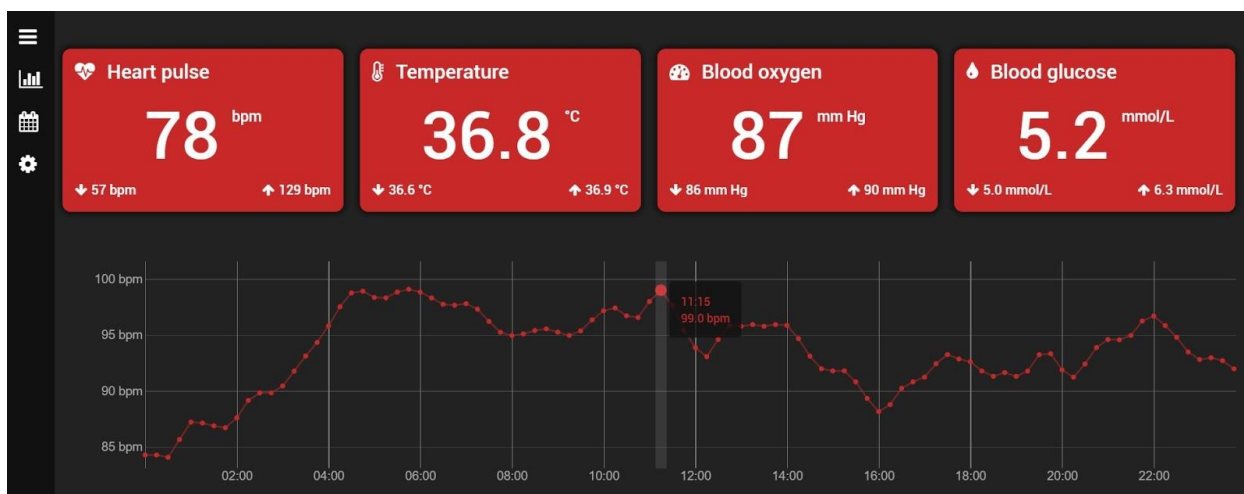 Heart pulse
78 bpm
57 bpm 129 bpm
Temperature
36.8 °C
36.6 °C 36.9 °C
Blood oxygen
87 mm Hg
86 mm Hg 90 mm Hg
Blood glucose
5.2 mmol/L
5.0 mmol/L 6.3 mmol/L
100 bpm
95 bpm
90 bpm
85 bpm
11:15
99.0 bpm
02:00 04:00 06:00 08:00 10:00 12:00 14:00 16:00 18:00 20:00 22:00